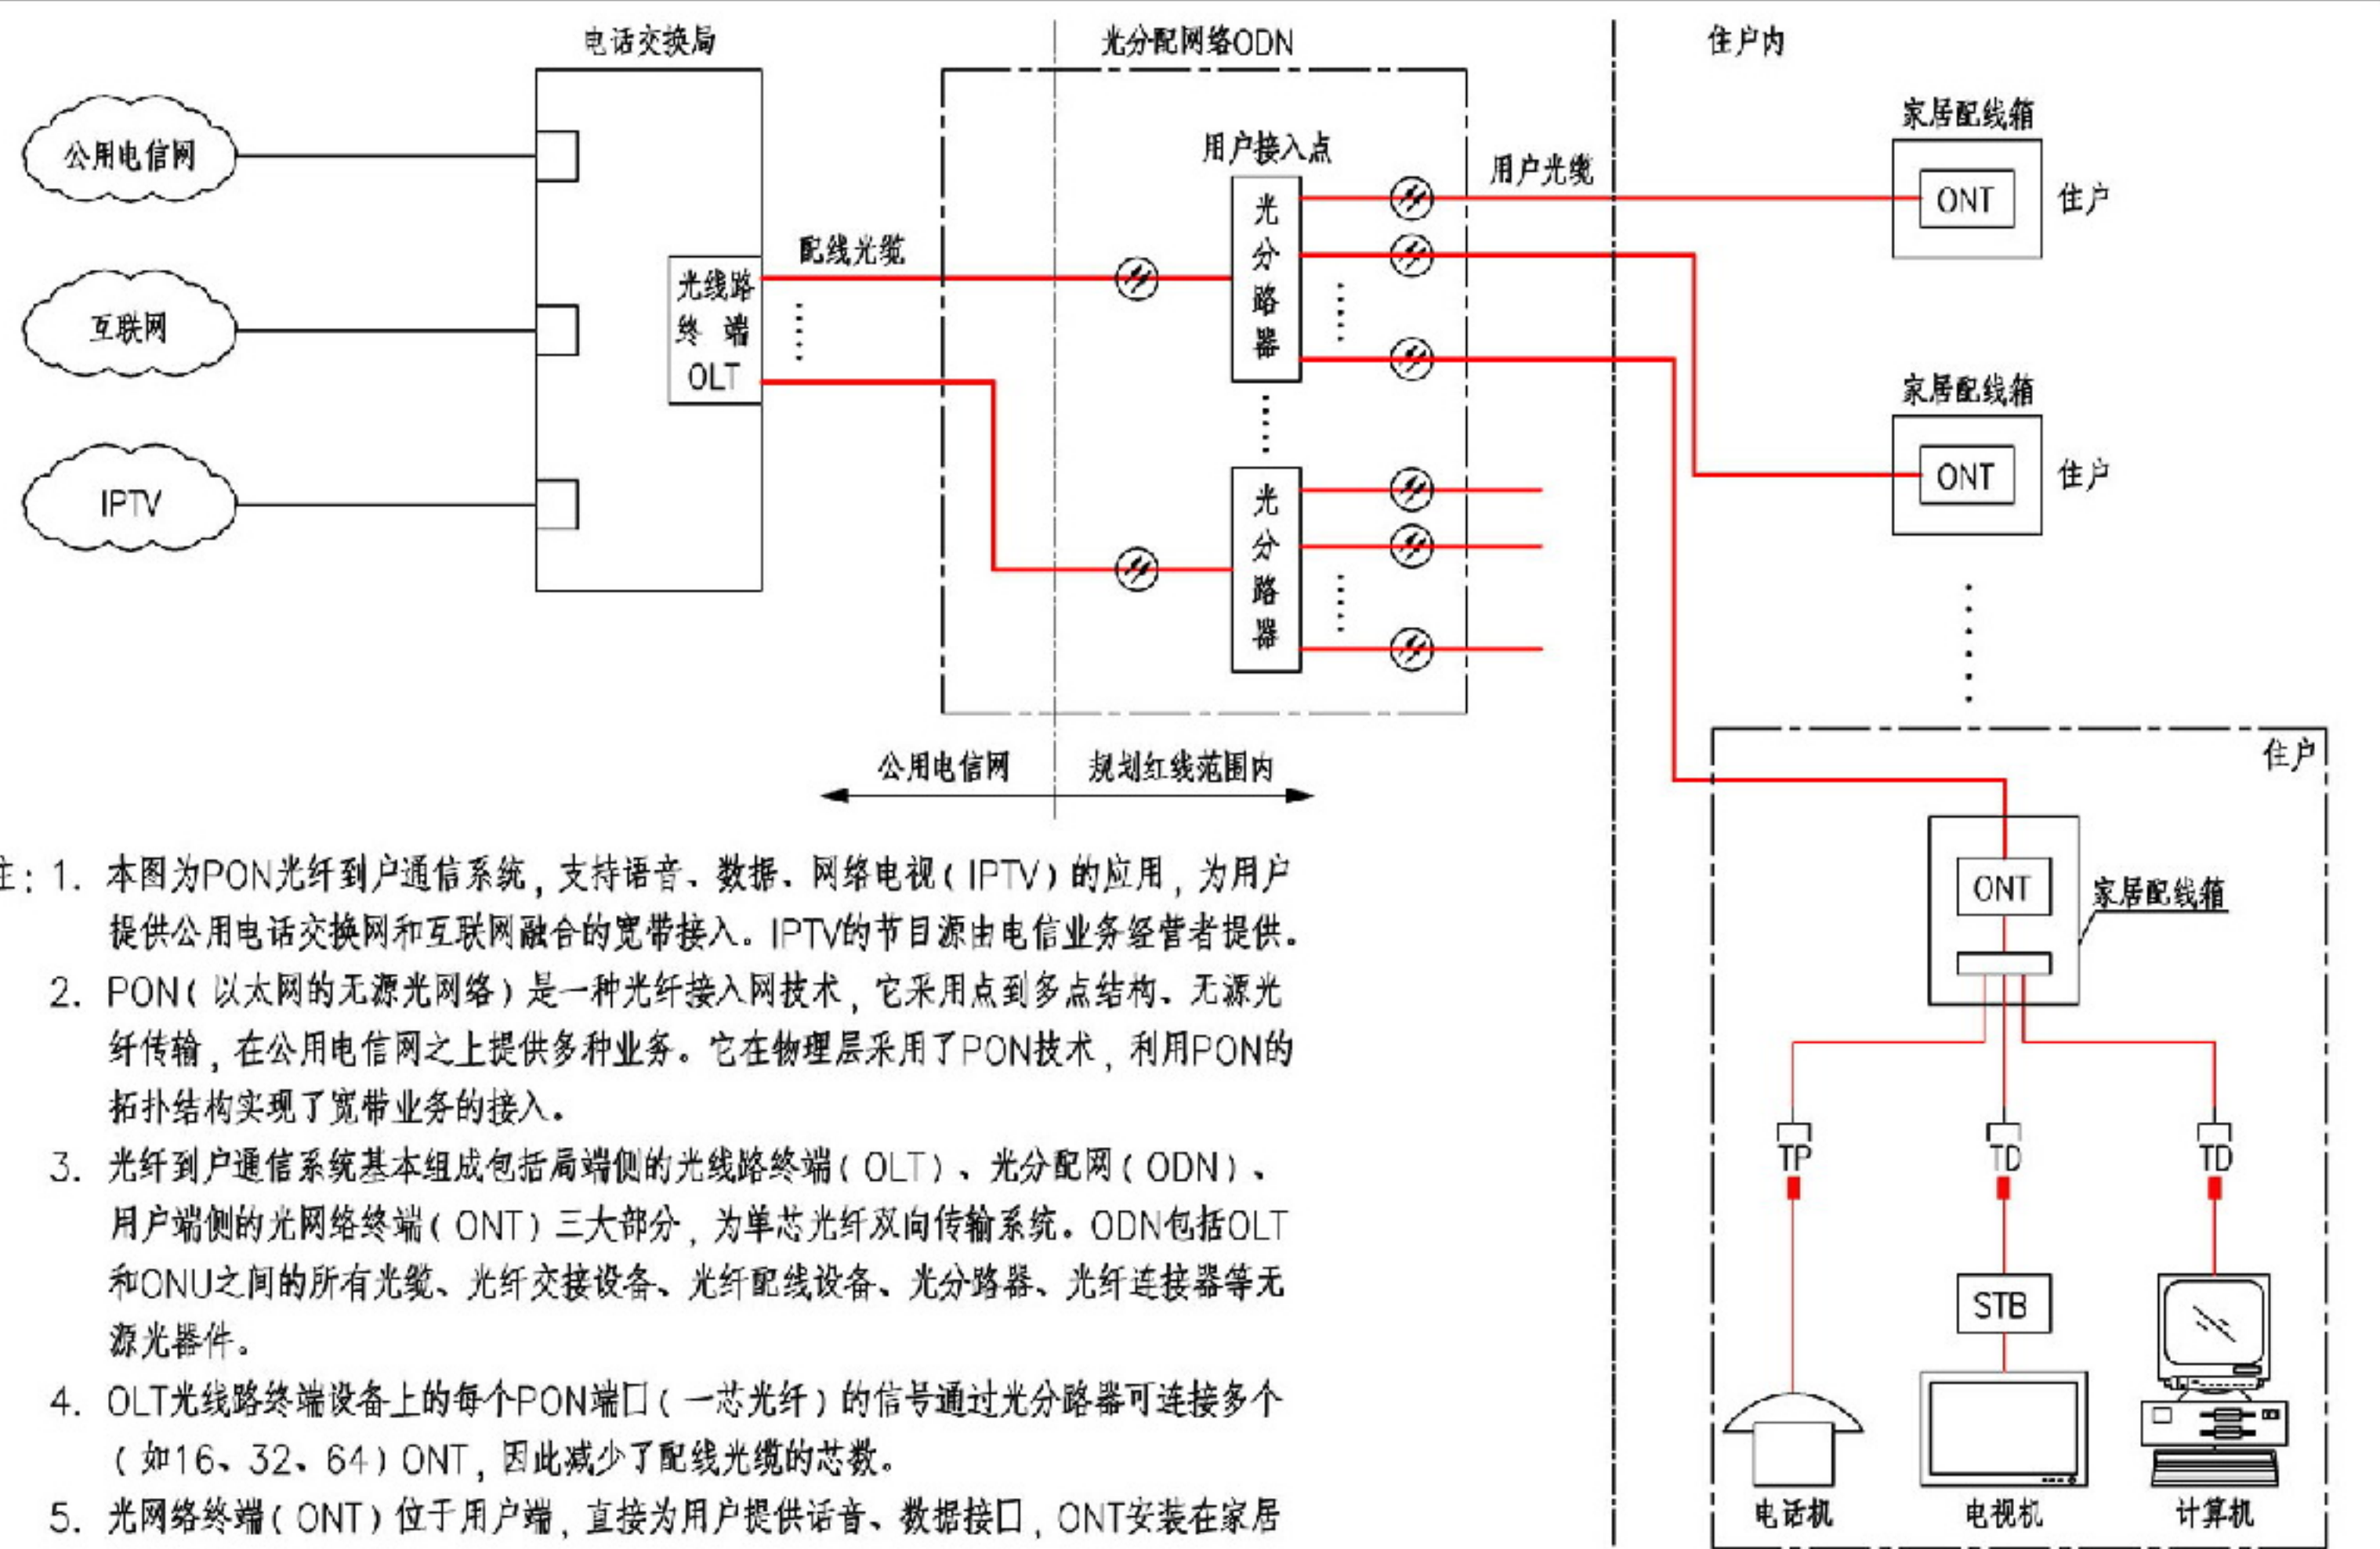 电话交换局
光分配网络ODN
住户内
公用电信网
互联网
IPTV
光线路
终 端
OLT
配线光缆
用户接入点
光
分
路
器
光
分
路
器
用户光缆
家居配线箱
ONT
住户
家居配线箱
ONT
住户
公用电信网
规划红线范围内
住户
ONT
家居配线箱
TP
TD
TD
STB
电话机
电视机
计算机
注：1. 本图为PON光纤到户通信系统，支持语音、数据、网络电视（IPTV）的应用，为用户
提供公用电话交换网和互联网融合的宽带接入。IPTV的节目源由电信业务经营者提供。
2. PON（以太网的无源光网络）是一种光纤接入网技术，它采用点到多点结构、无源光
纤传输，在公用电信网之上提供多种业务。它在物理层采用了PON技术，利用PON的
拓扑结构实现了宽带业务的接入。
3. 光纤到户通信系统基本组成包括局端侧的光线路终端（OLT）、光分配网（ODN）、
用户端侧的光网络终端（ONT）三大部分，为单芯光纤双向传输系统。ODN包括OLT
和ONU之间的所有光缆、光纤交接设备、光纤配线设备、光分路器、光纤连接器等无
源光器件。
4. OLT光线路终端设备上的每个PON端口（一芯光纤）的信号通过光分路器可连接多个
（如16、32、64）ONT，因此减少了配线光缆的芯数。
5. 光网络终端（ONT）位于用户端，直接为用户提供话音、数据接口，ONT安装在家居